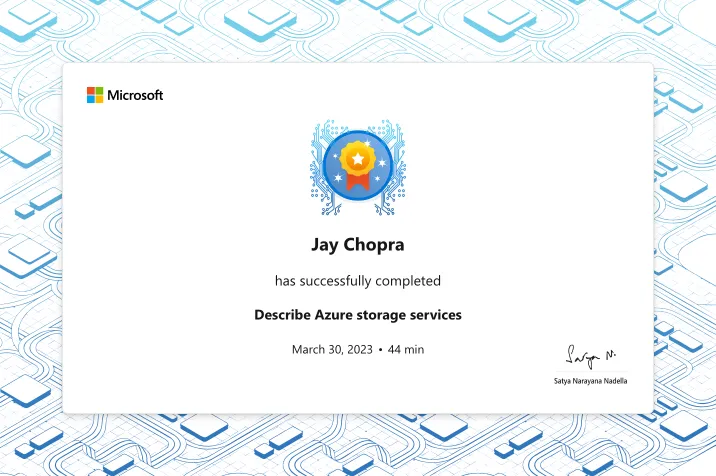 Microsoft
Jay Chopra
has successfully completed
Describe Azure storage services
March 30, 2023 • 44 min
Satya N.
Satya Narayana Nadella